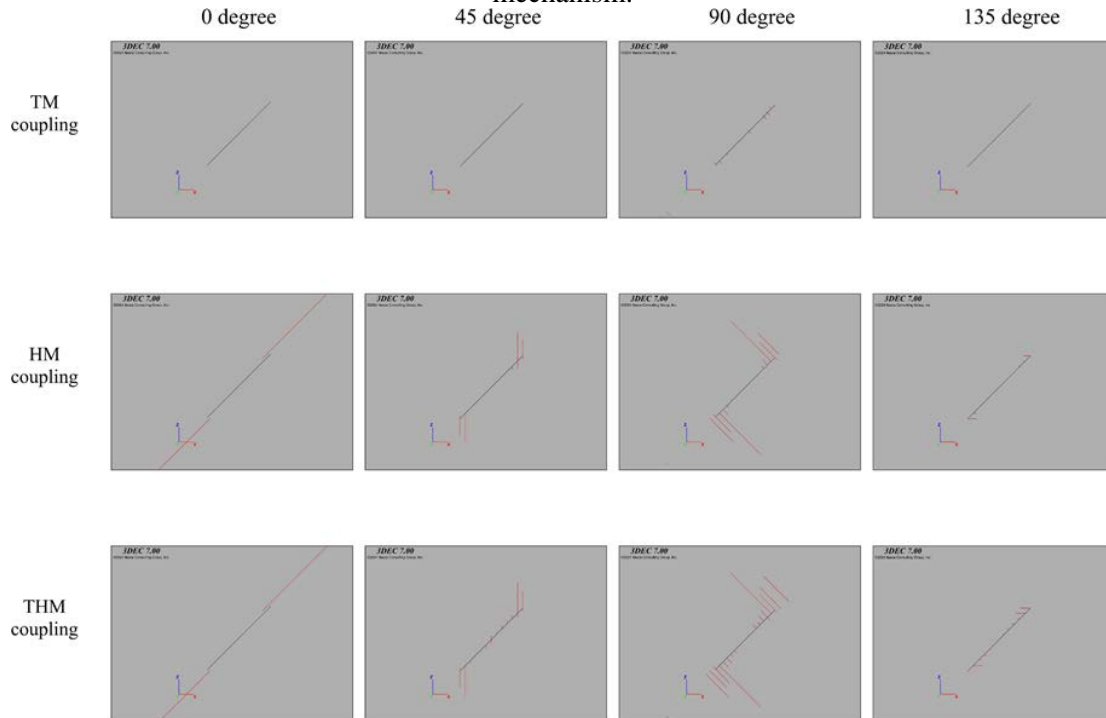 mechanism.
0 degree 45 degree 90 degree 135 degree
3DEC 7.00 3DEC 7.00 3DEC 7.00 3DEC 7.00
TM
coupling
3DEC 7.00 3DEC 7.00 3DEC 7.00 3DEC 7.00
HM
coupling
3DEC 7.00 3DEC 7.00 3DEC 7.00 3DEC 7.00
THM
coupling